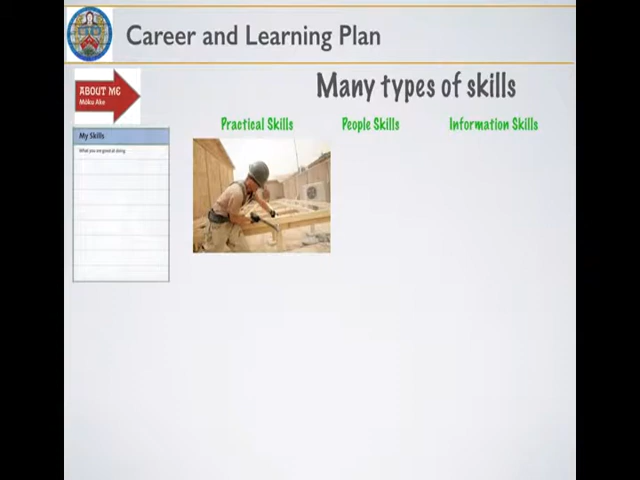 Career and Learning Plan
Many types of skills
ABOUT ME
Mōku Ake
Practical Skills
People Skills
Information Skills
My Skills
What you are good at doing